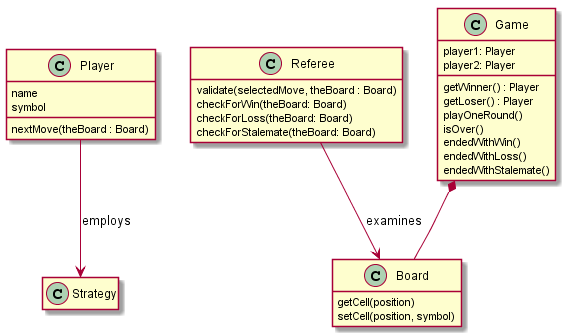 C Player
name
symbol
nextMove(theBoard : Board)
C Referee
validate(selectedMove, theBoard : Board)
checkForWin(theBoard: Board)
checkForLoss(theBoard: Board)
checkForStalemate(theBoard: Board)
C Game
player1: Player
player2: Player
getWinner() : Player
getLoser() : Player
playOneRound()
isOver()
endedWithWin()
endedWithLoss()
endedWithStalemate()
employs
examines
C Strategy
C Board
getCell(position)
setCell(position, symbol)